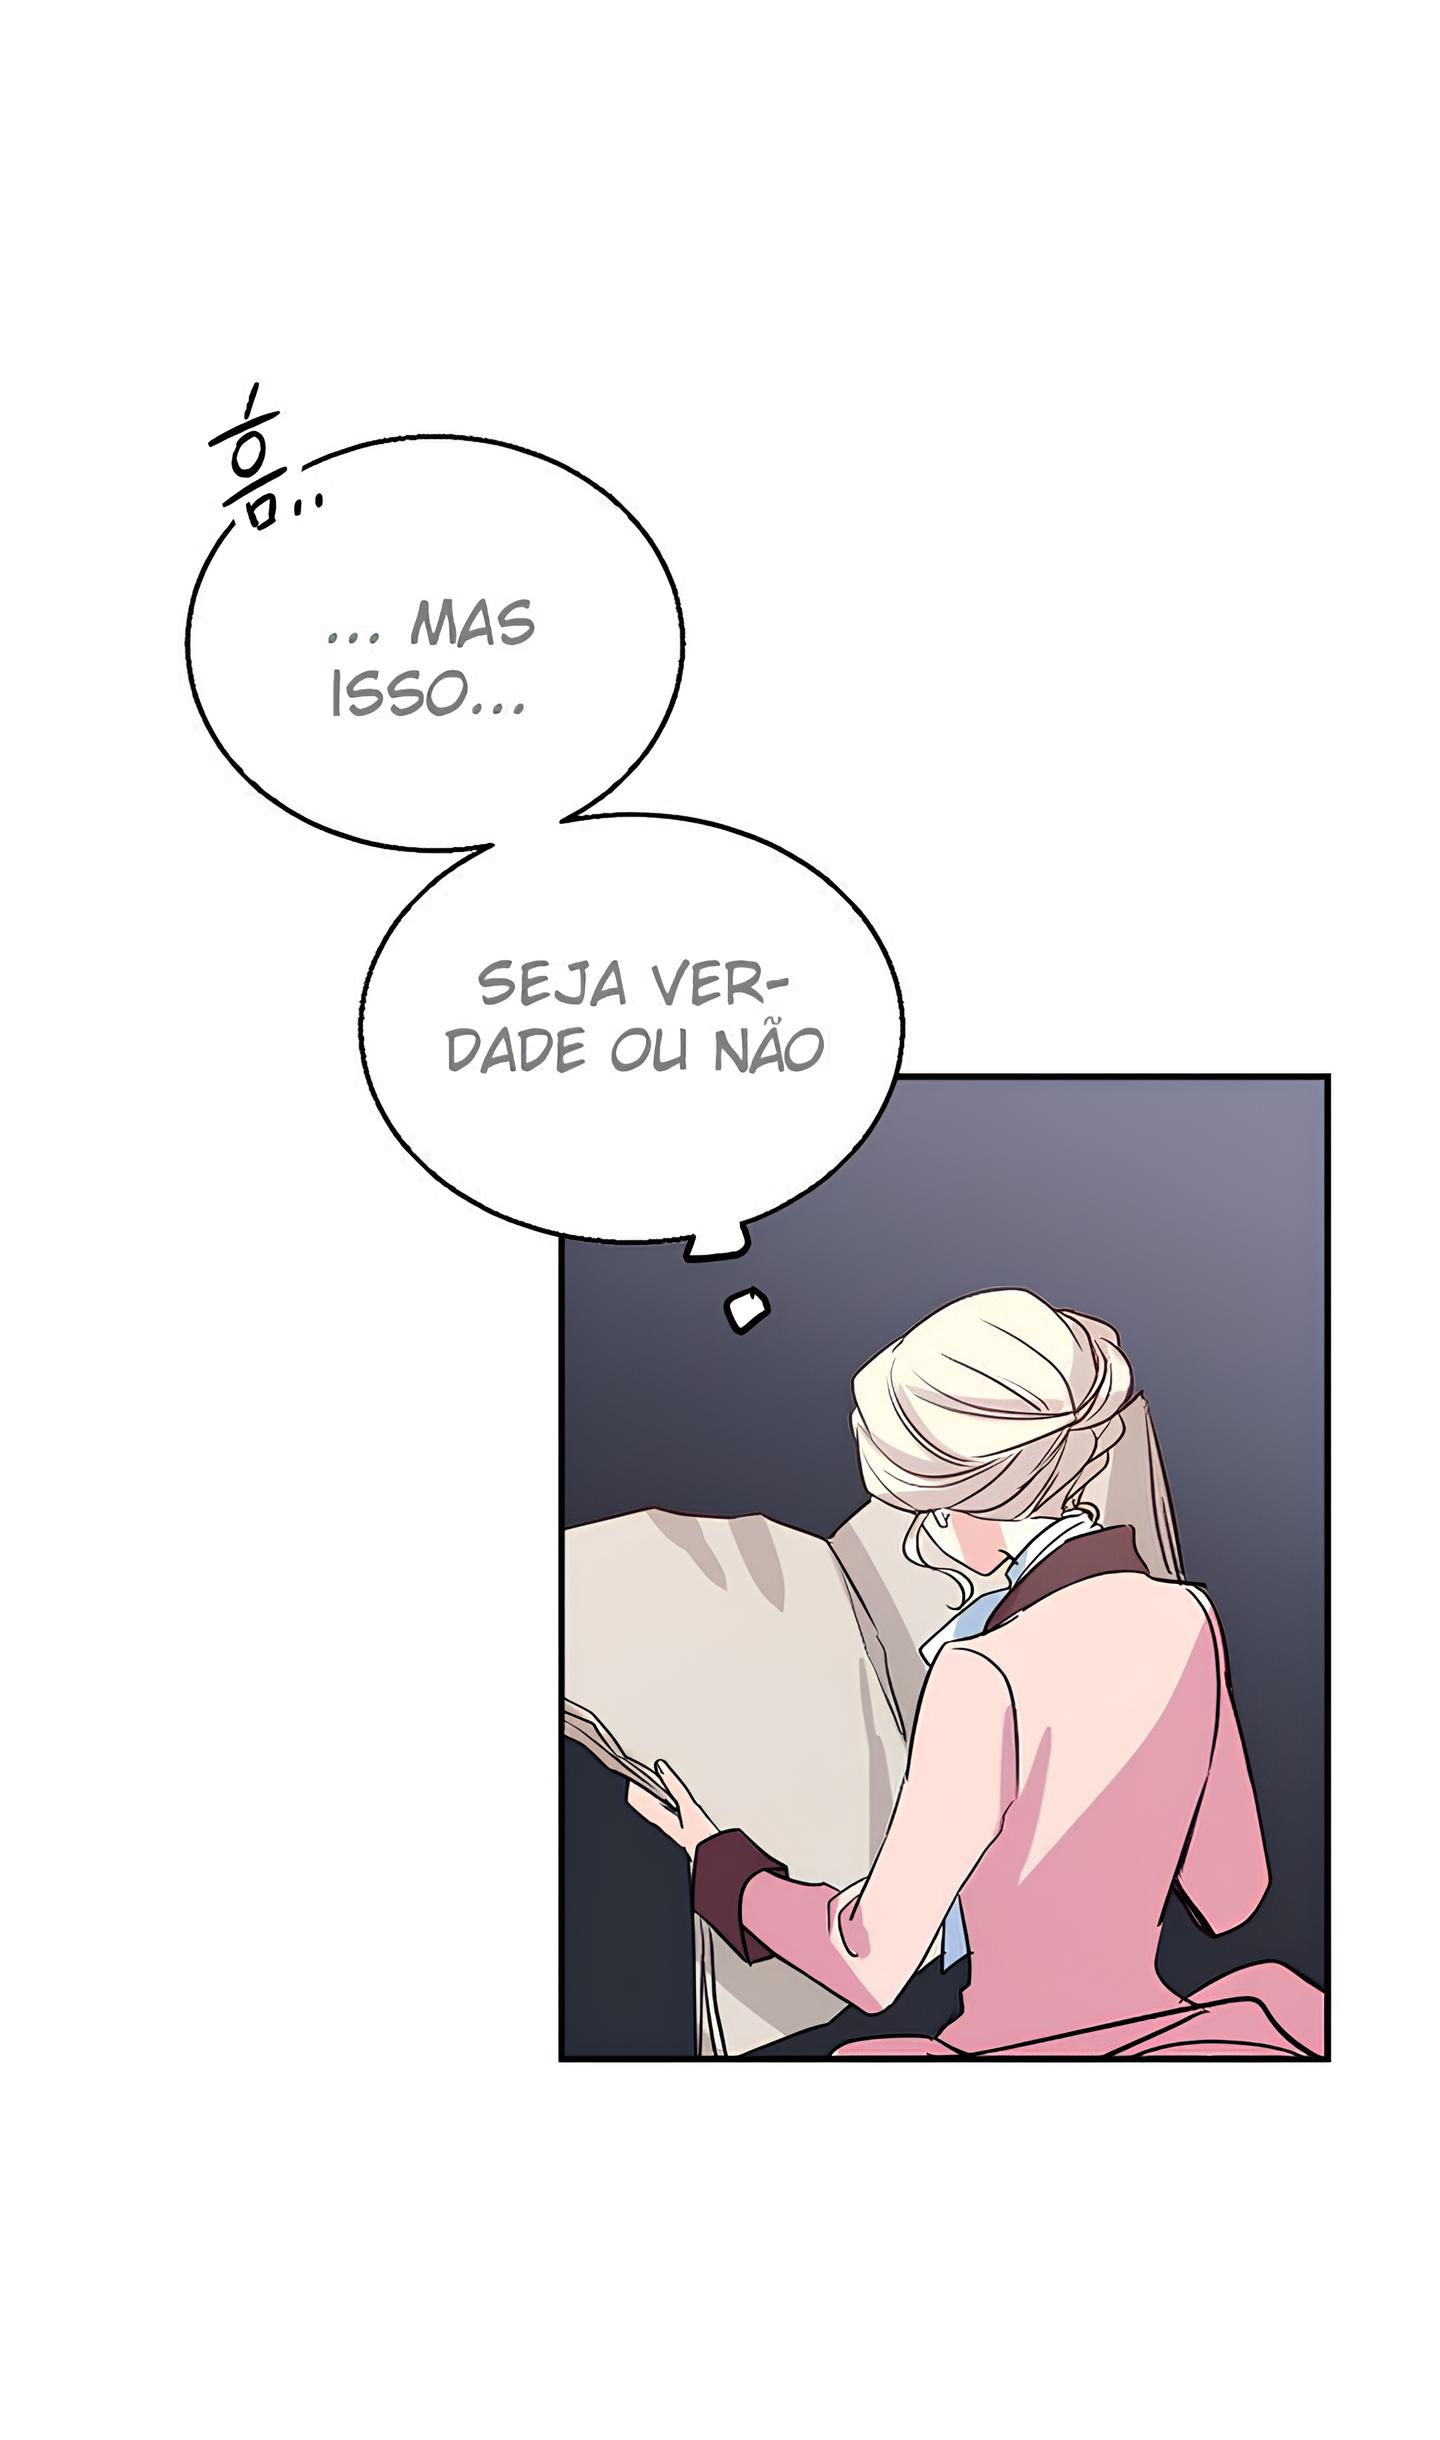 흠..
... MAS
ISSO...
SEJA VER-
DADE OU NÃO